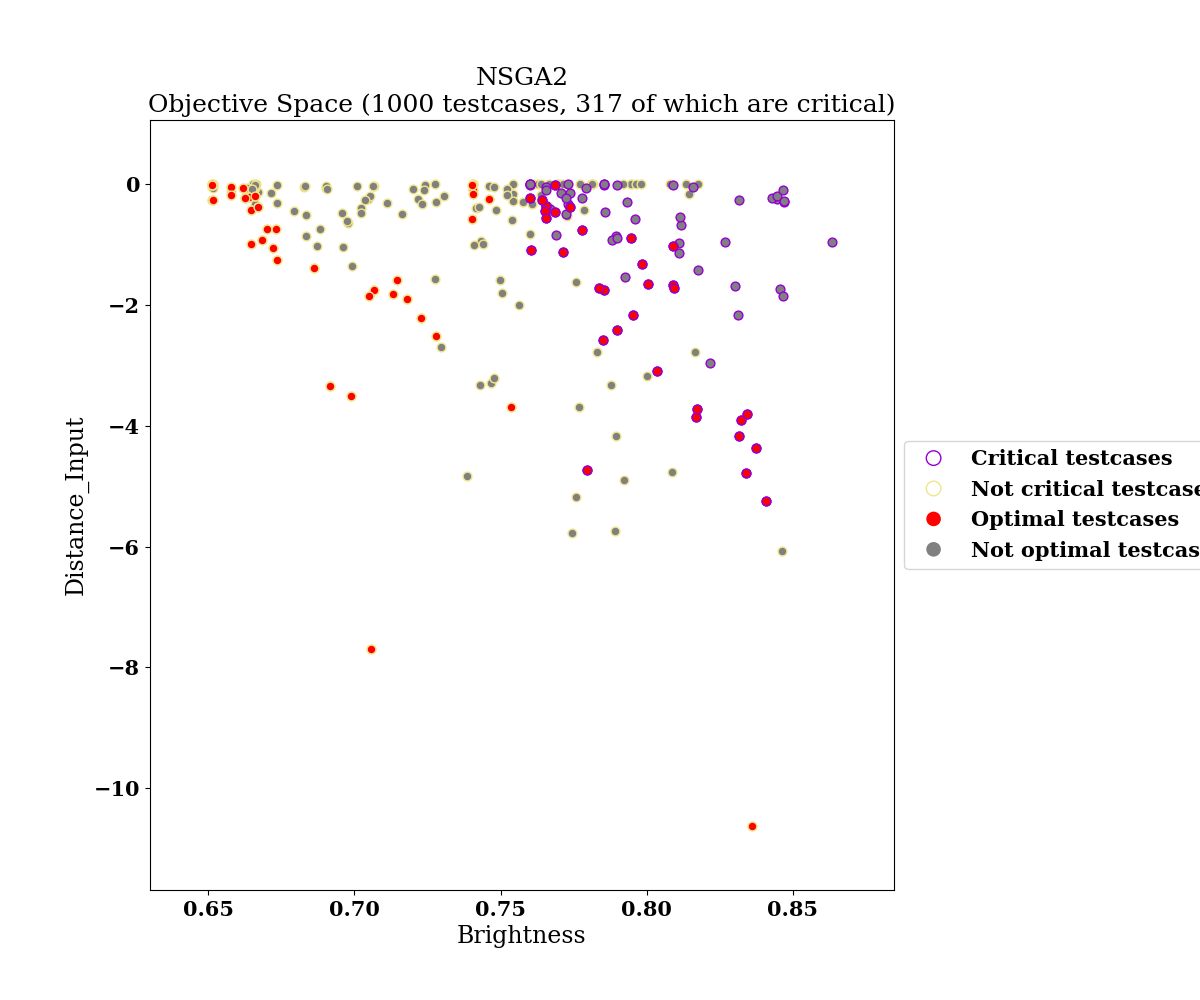 NSGA2
Objective Space (1000 testcases, 317 of which are critical)
0
−2
−4
−6
−8
−10
Distance_Input
0.65 0.70 0.75 0.80 0.85
Brightness
Critical testcases
Not critical testcase
Optimal testcases
Not optimal testcas